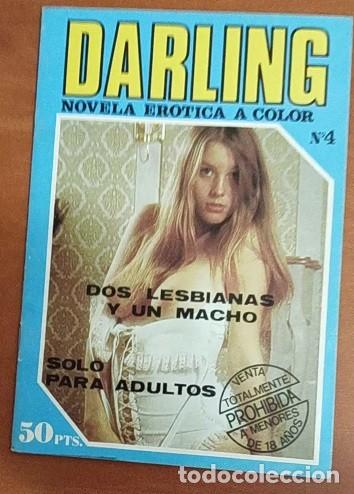 DARLING
NOVELA EROTICA A COLOR
Nº4
DOS LESBIANAS
Y UN MACHO
SOLO
PARA ADULTOS
VENTA
TOTALMENTE
PROHIBIDA
A MENORES
DE 18 AÑOS
50 PTS.
todocoleccion.net